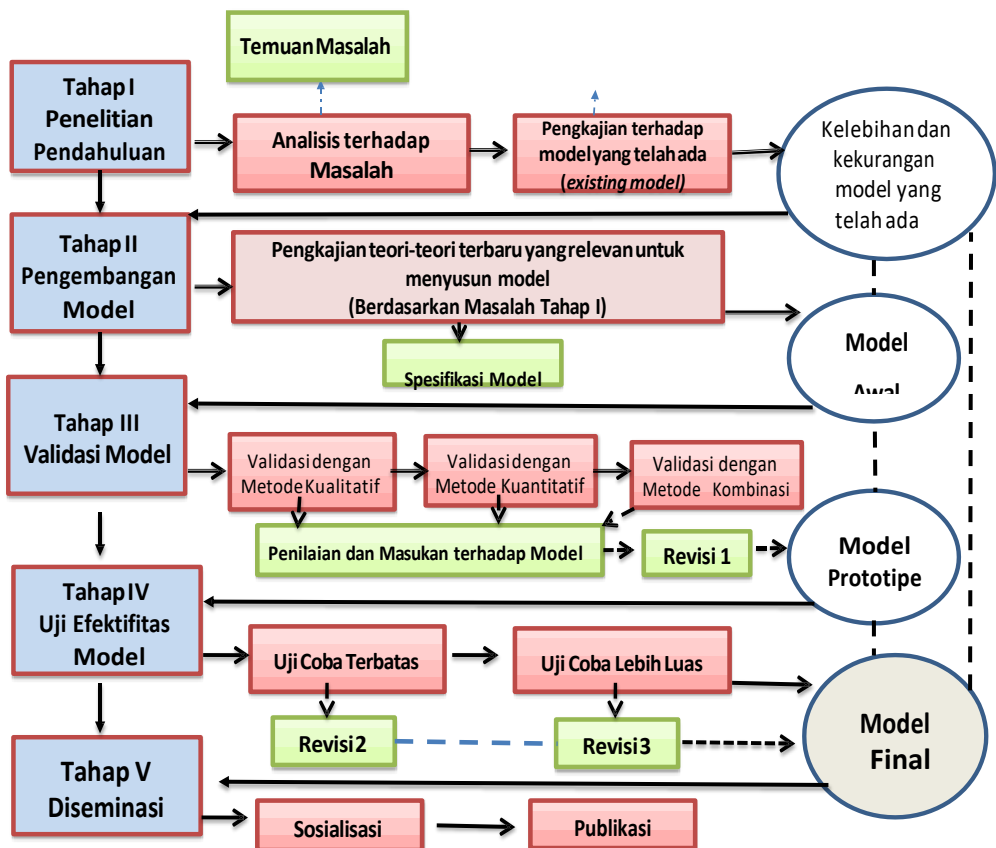 Temuan Masalah
Tahap I
Penelitian
Pendahuluan
Analisis terhadap
Masalah
Pengkajian terhadap
model yang telah ada
(existing model)
Kelebihan dan
kekurangan
model yang
telah ada
Tahap II
Pengembangan
Model
Pengkajian teori-teori terbaru yang relevan untuk
menyusun model
(Berdasarkan Masalah Tahap I)
Spesifikasi Model
Model
Awal
Tahap III
Validasi Model
Validasi dengan
Metode Kualitatif
Validasi dengan
Metode Kuantitatif
Validasi dengan
Metode Kombinasi
Penilaian dan Masukan terhadap Model
Revisi 1
Model
Prototipe
Tahap IV
Uji Efektifitas
Model
Uji Coba Terbatas
Uji Coba Lebih Luas
Revisi 2
Revisi 3
Model
Final
Tahap V
Diseminasi
Sosialisasi
Publikasi